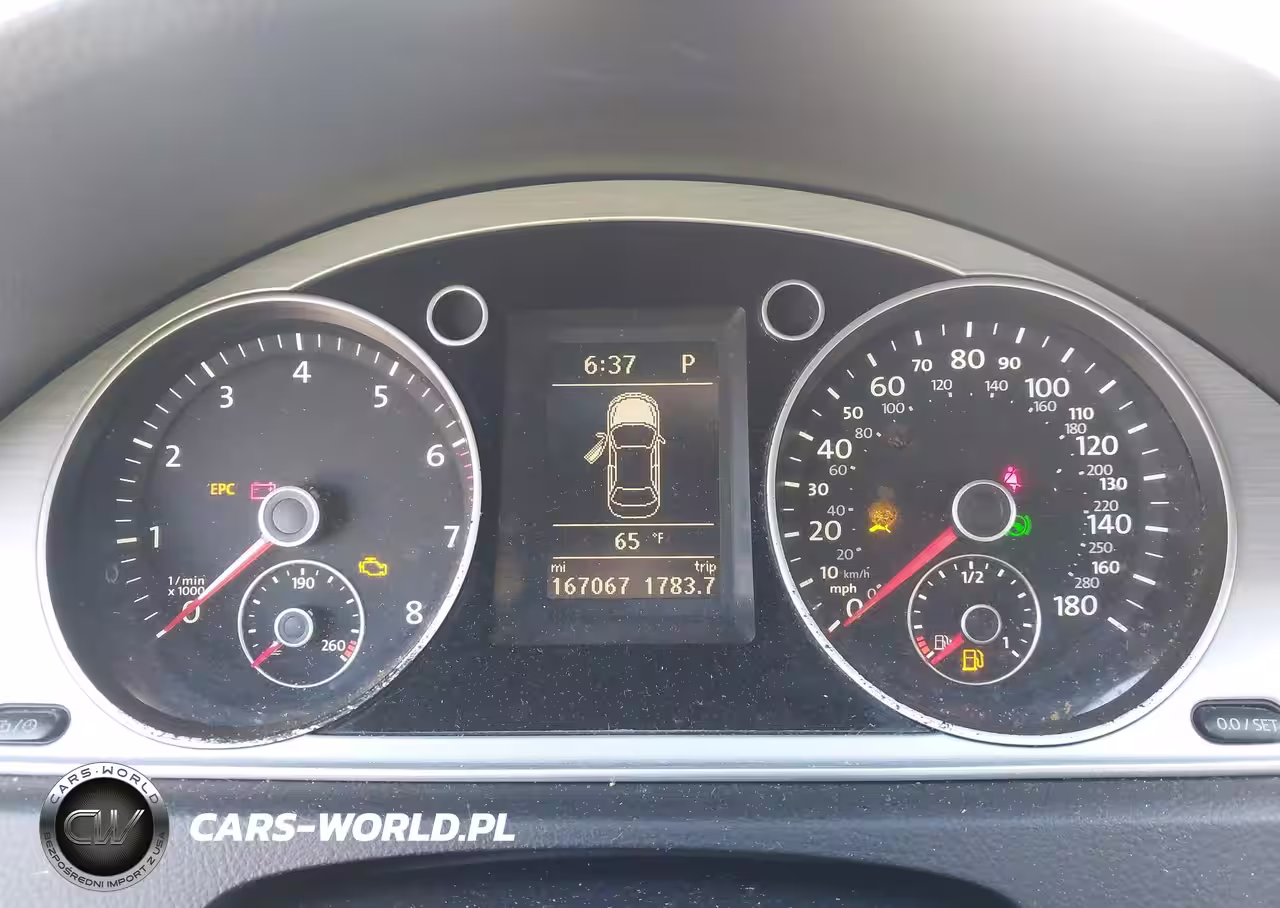 6:37 P
65 °F
mi trip
167067 1783.7
EPC
0 1 2 3 4 5 6 7 8
1/min
x 1000
190
260
0 10 20 30 40 50 60 70 80 90 100 110 120 130 140 160 180
20 40 60 80 100 120 140 160 180 200 220 250 280
km/h
mph
0
1/2
1
0.0 / SET
CARS-WORLD
CW
BEZPOŚREDNI IMPORT Z USA
CARS-WORLD.PL